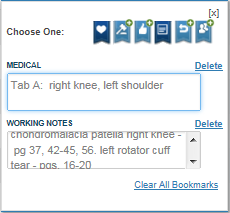 [x]
Choose One:
MEDICAL Delete
Tab A: right knee, left shoulder
WORKING NOTES Delete
chondromalacia patella right knee -
pg 37, 42-45, 56. left rotator cuff
tear - pgs. 16-20
Clear All Bookmarks